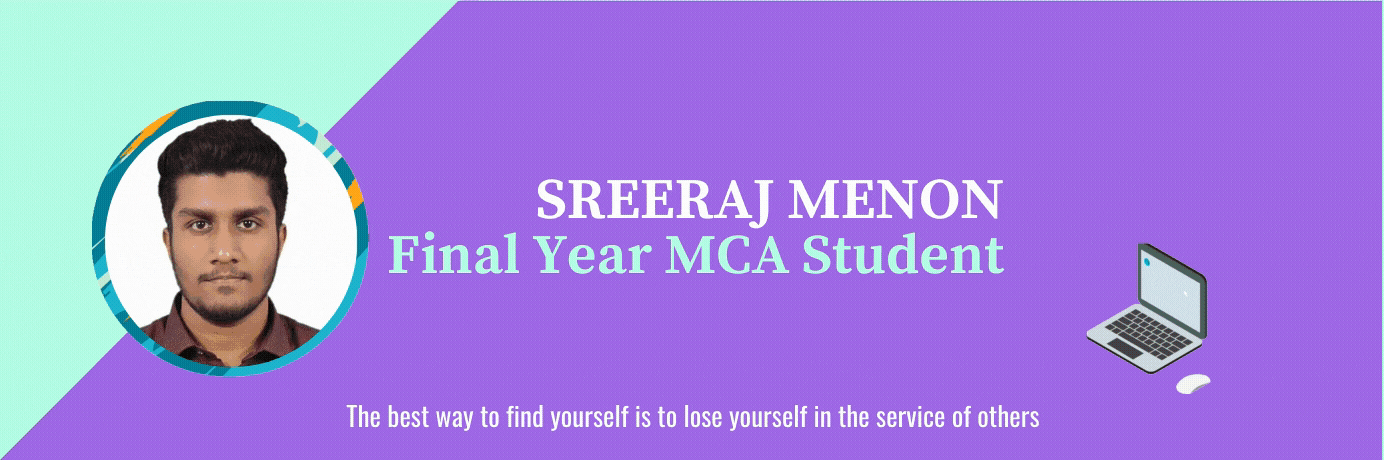 SREERAJ MENON
Final Year MCA Student
The best way to find yourself is to lose yourself in the service of others